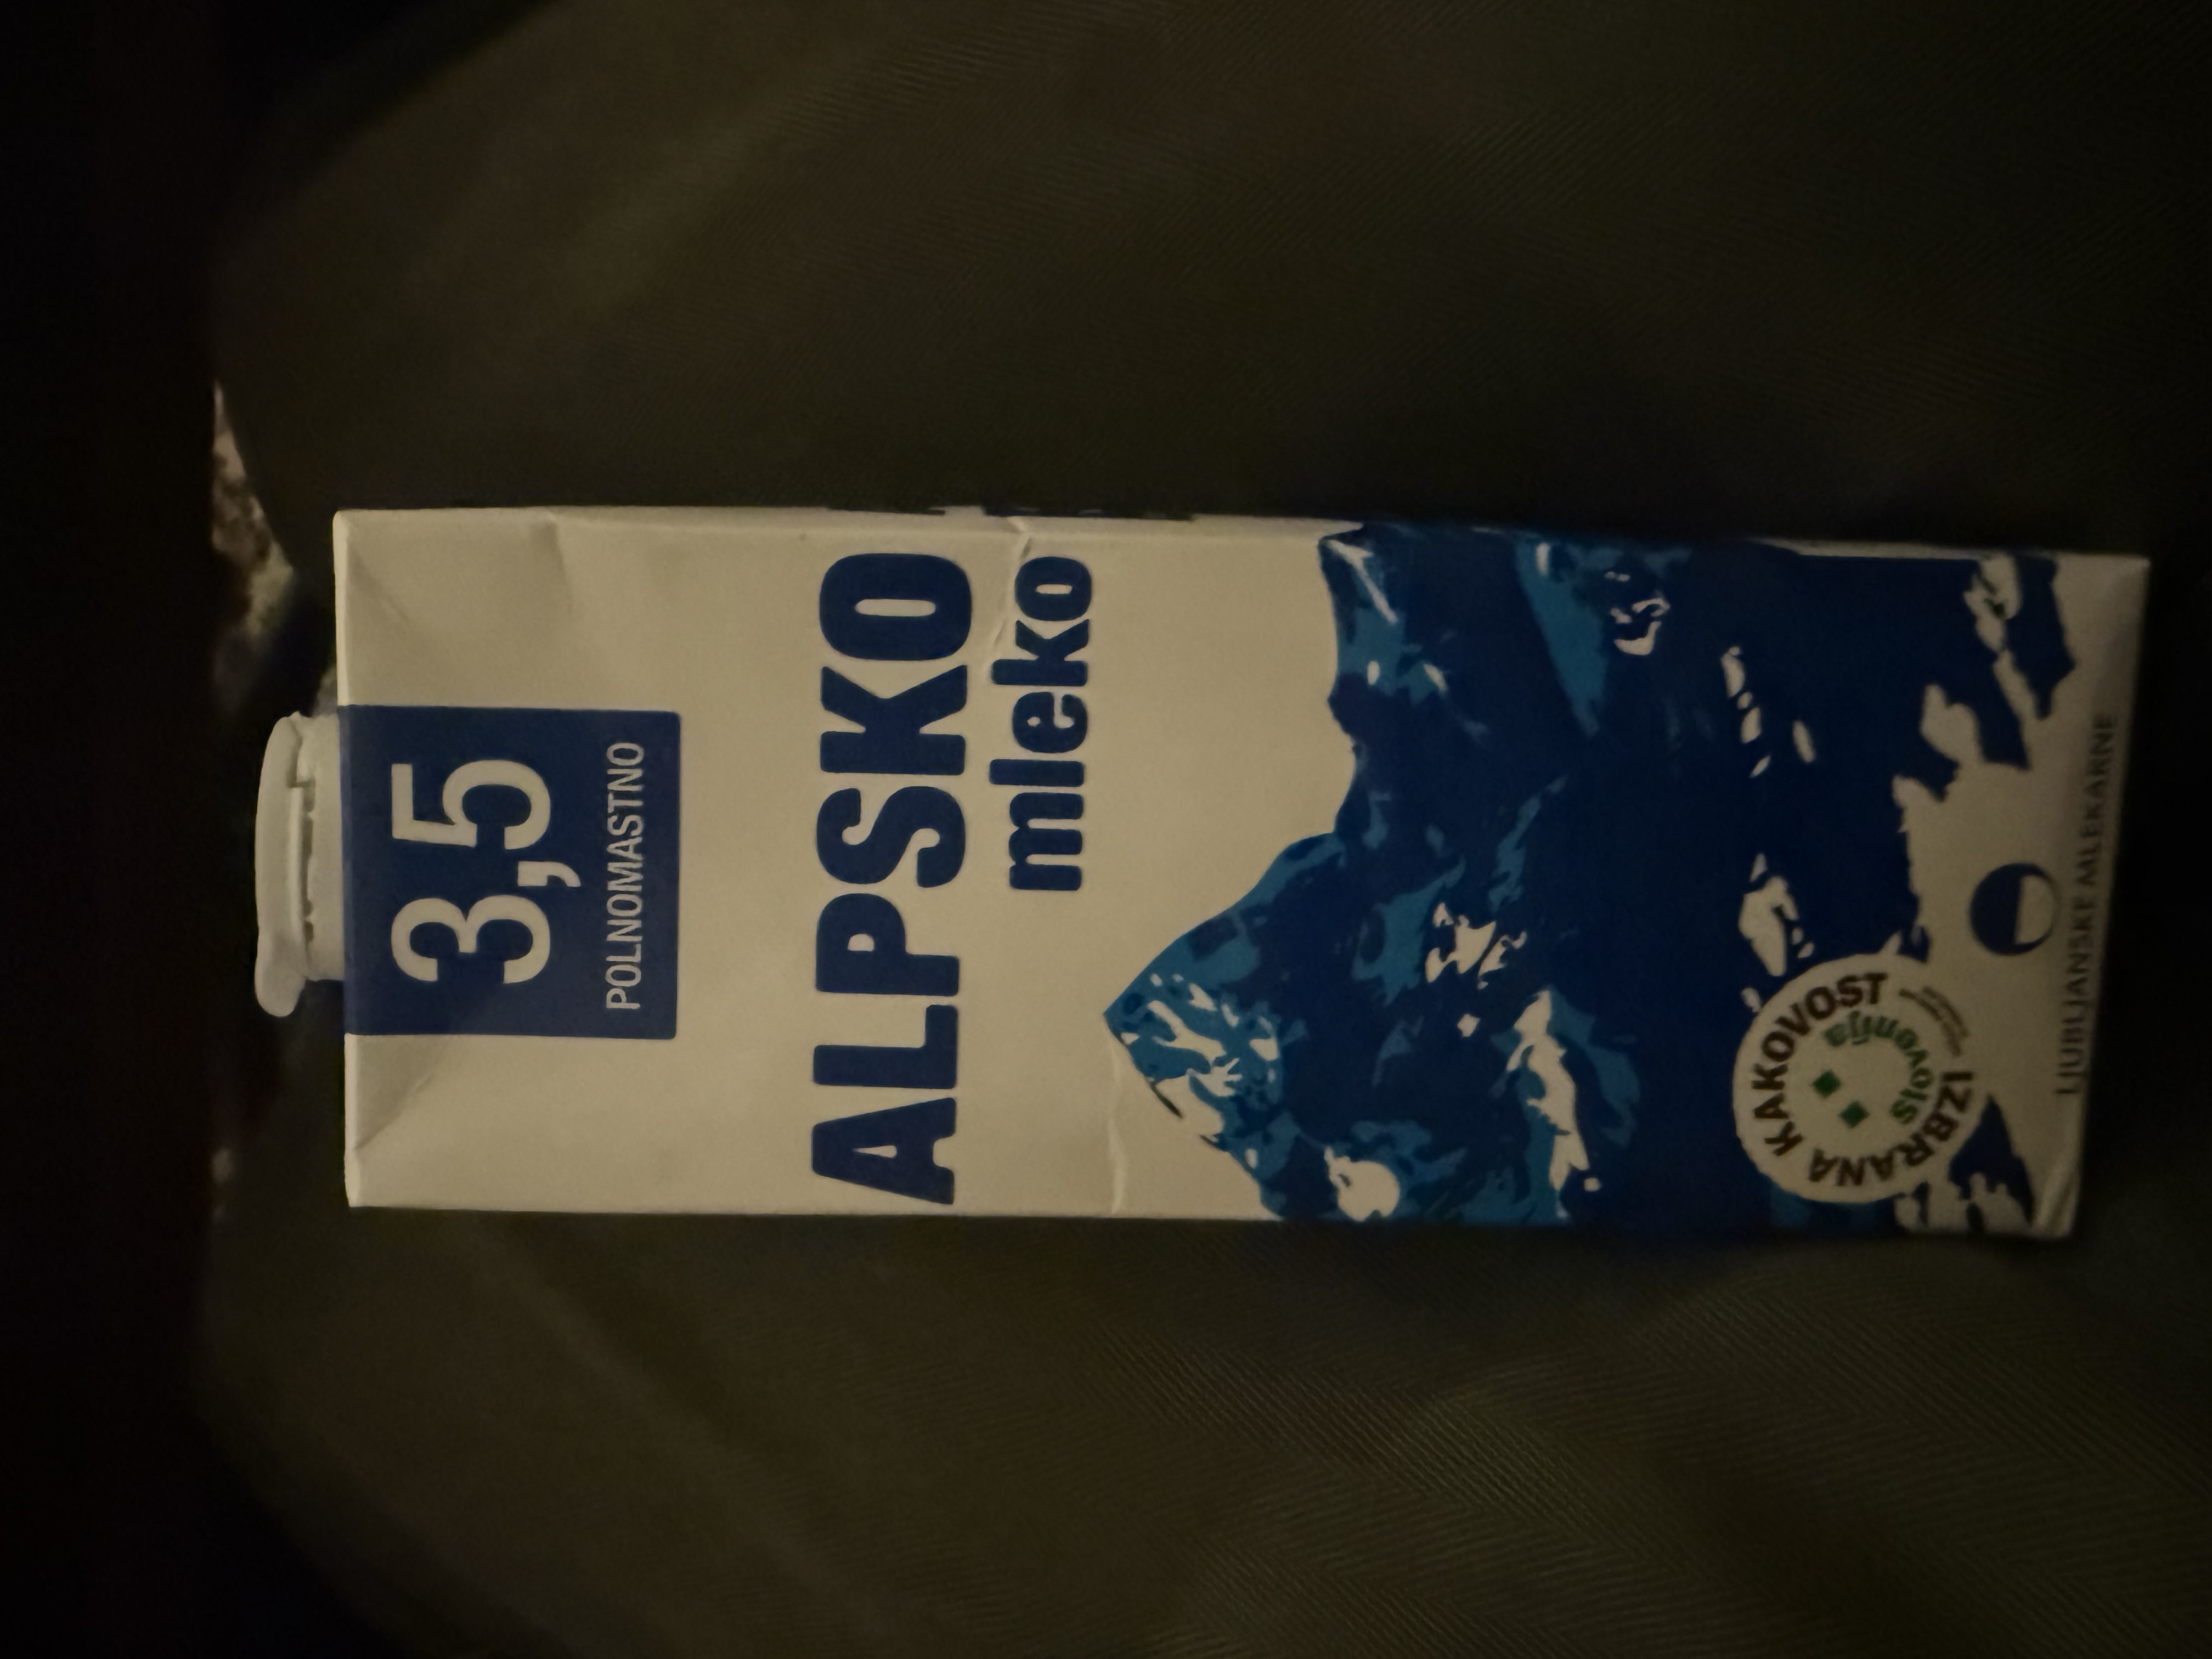 3,5
POLNOMASTNO
ALPSKO
mleko
IZBRANA KAKOVOST
Slovenija
LJUBLJANSKE MLEKARNE